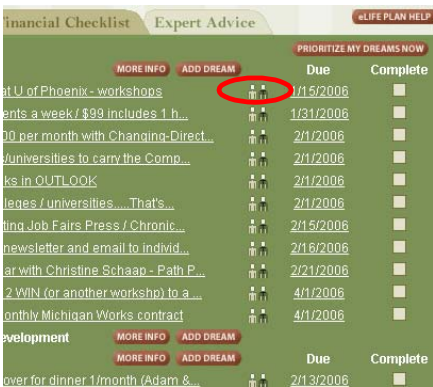 Financial Checklist Expert Advice eLIFE PLAN HELP
PRIORITIZE MY DREAMS NOW
MORE INFO ADD DREAM Due Complete
at U of Phoenix - workshops 1/15/2006
ents a week / $99 includes 1 h... 1/31/2006
00 per month with Changing-Direct... 2/1/2006
s/universities to carry the Comp... 2/1/2006
ks in OUTLOOK 2/1/2006
lleges / universities.....That's... 2/1/2006
ting Job Fairs Press / Chronic... 2/15/2006
newsletter and email to individ... 2/16/2006
ar with Christine Schaap - Path P... 2/21/2006
2 WIN (or another workshp) to a ... 4/1/2006
onthly Michigan Works contract 4/1/2006
evelopment MORE INFO ADD DREAM
MORE INFO ADD DREAM Due Complete
over for dinner 1/month (Adam &... 2/13/2006